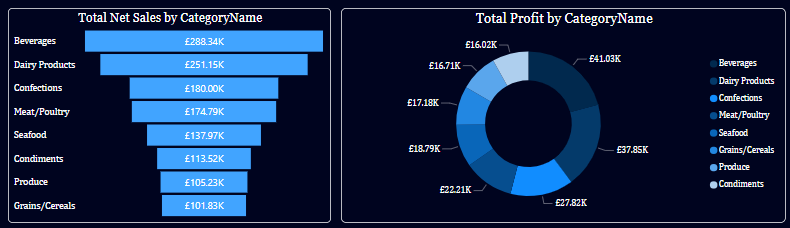 Total Net Sales by CategoryName
Beverages £288.34K
Dairy Products £251.15K
Confections £180.00K
Meat/Poultry £174.79K
Seafood £137.97K
Condiments £113.52K
Produce £105.23K
Grains/Cereals £101.83K
Total Profit by CategoryName
£16.02K
£41.03K
£16.71K
£17.18K
£37.85K
£18.79K
£22.21K
£27.82K
Beverages
Dairy Products
Confections
Meat/Poultry
Seafood
Grains/Cereals
Produce
Condiments